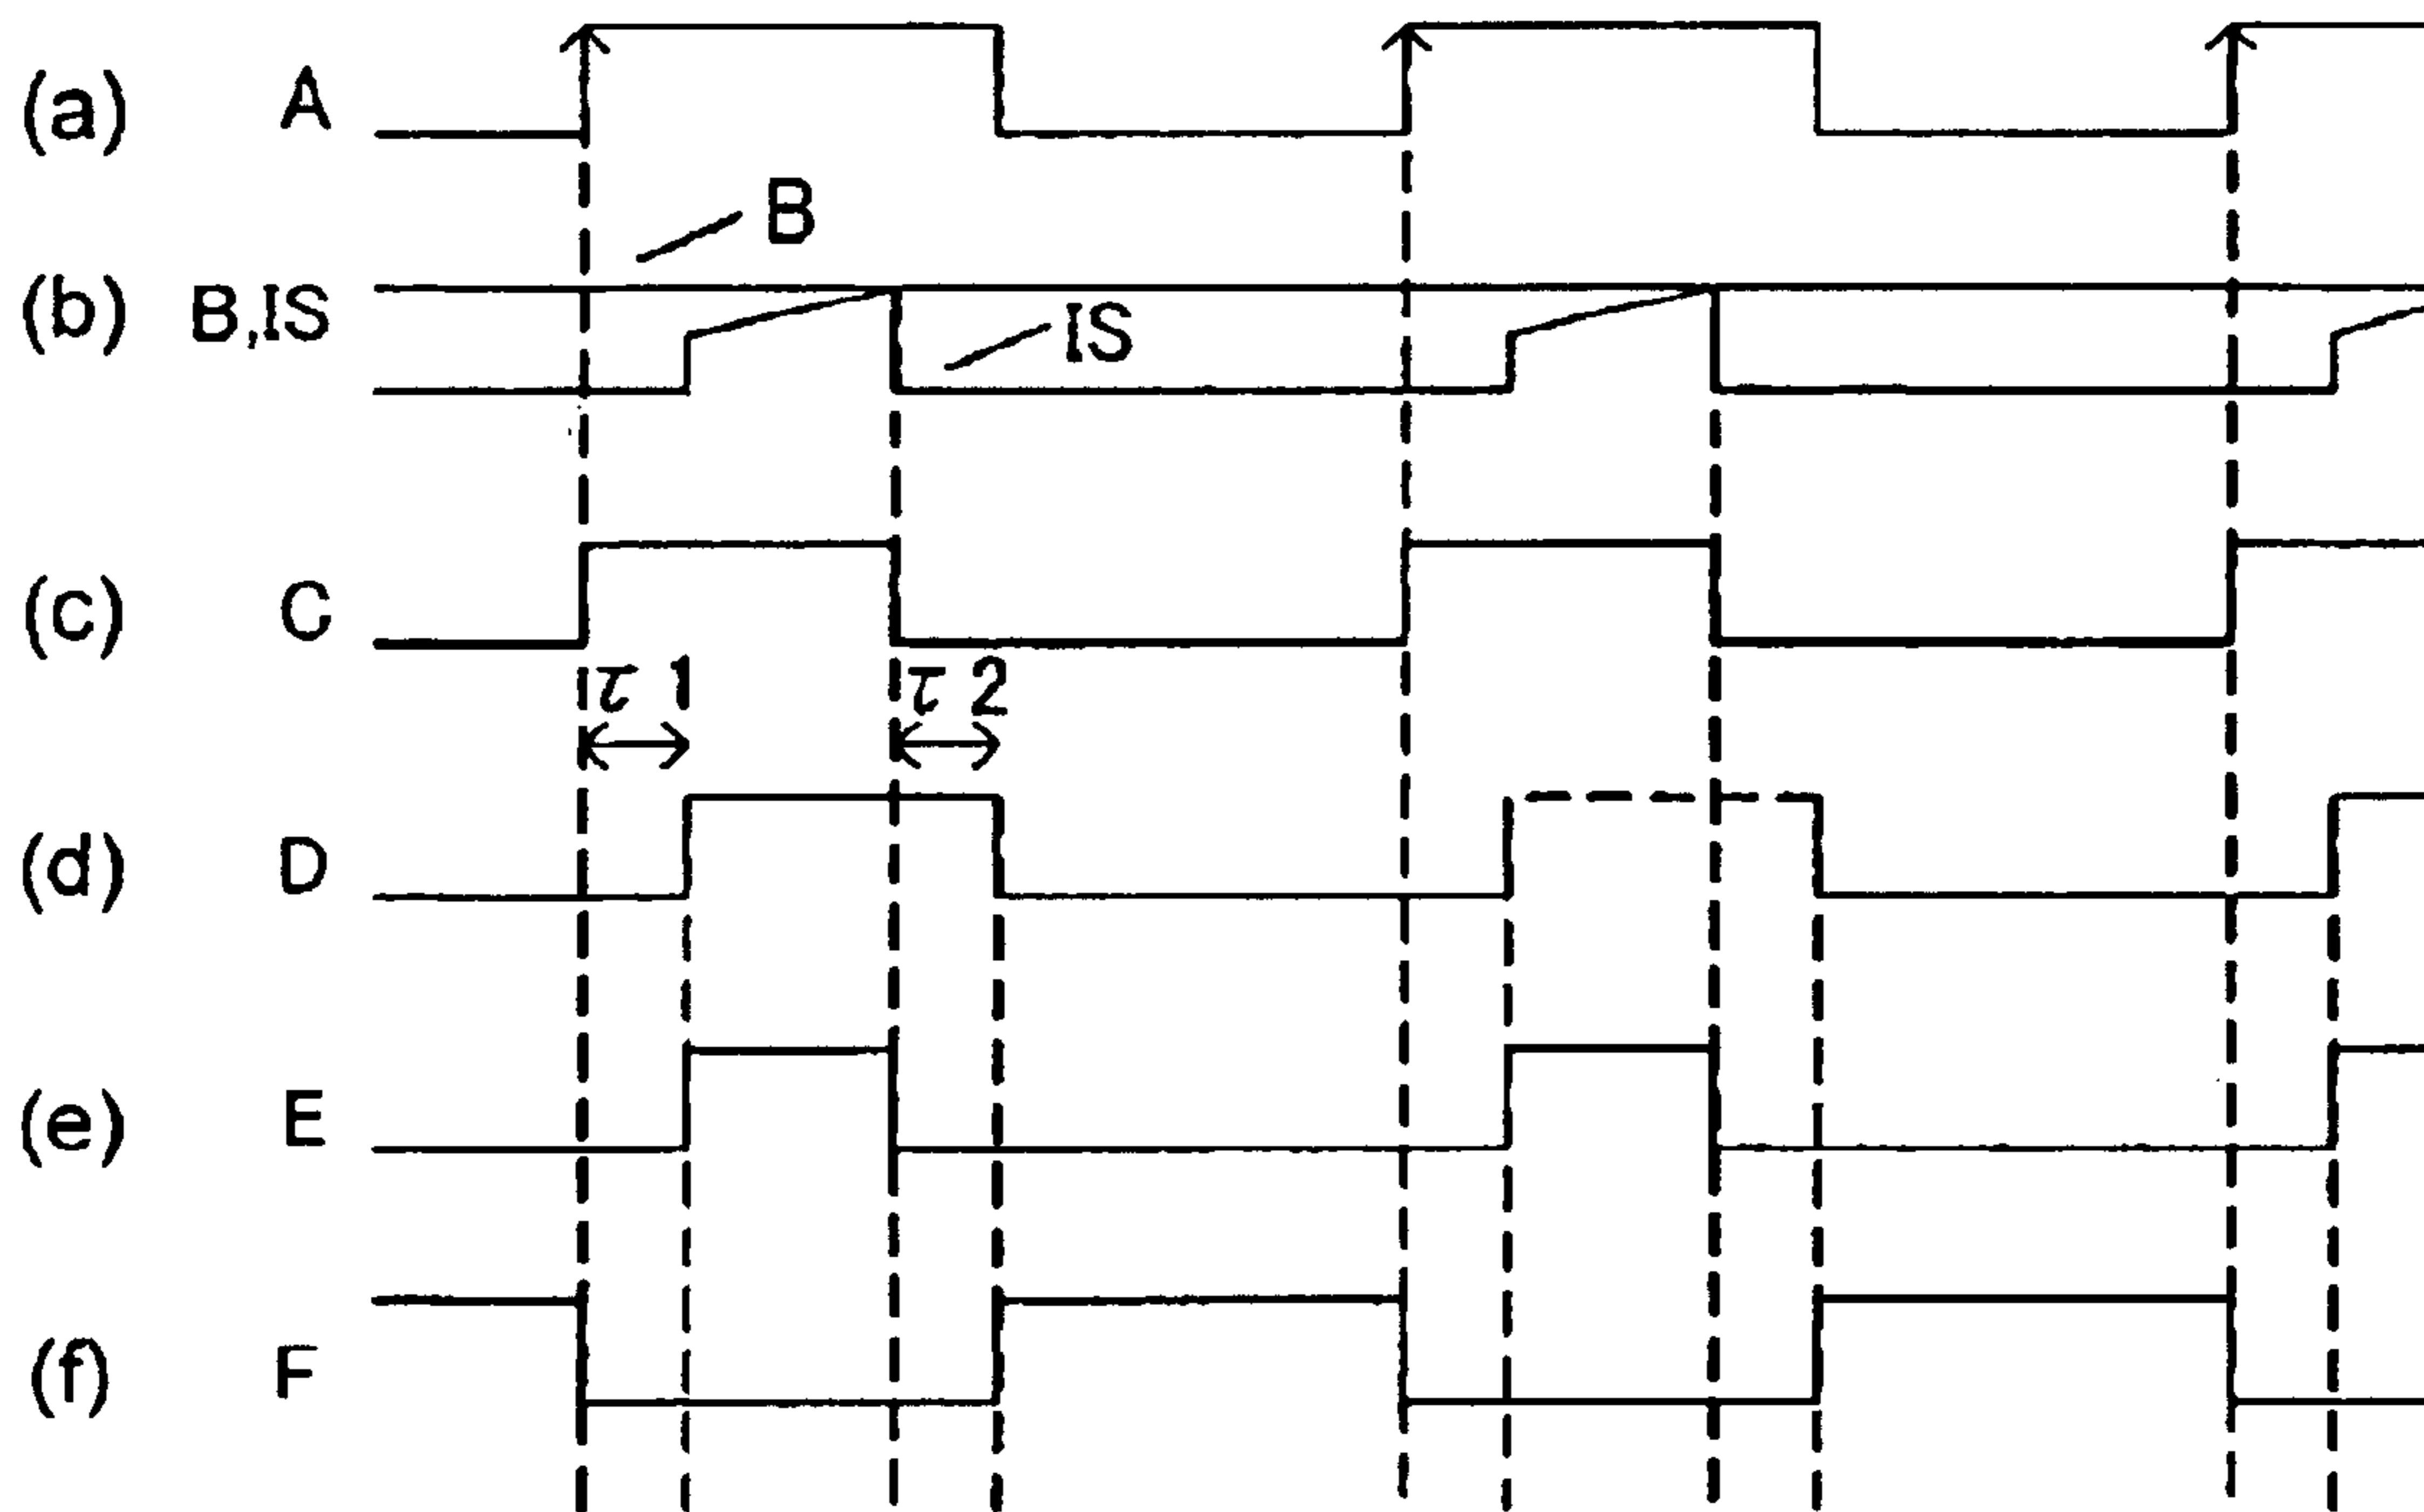 (a) A
B
(b) B,IS
IS
(c) C
τ 1 τ 2
(d) D
(e) E
(f) F